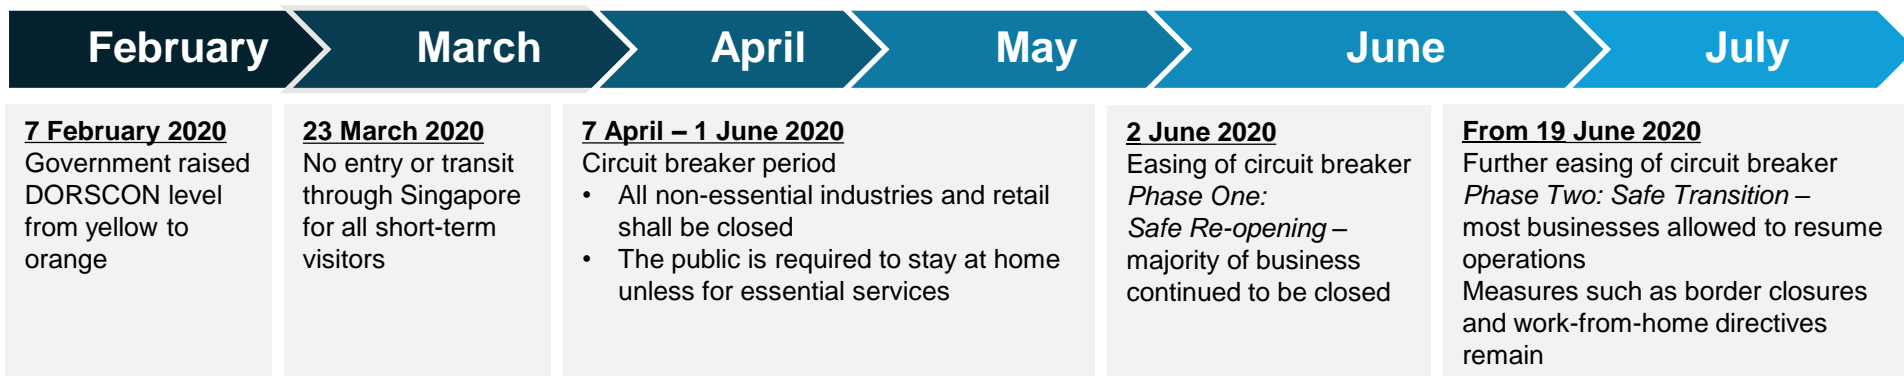 February
March
April
May
June
July
7 February 2020
Government raised
DORSCON level
from yellow to
orange
23 March 2020
No entry or transit
through Singapore
for all short-term
visitors
7 April – 1 June 2020
Circuit breaker period
• All non-essential industries and retail
shall be closed
• The public is required to stay at home
unless for essential services
2 June 2020
Easing of circuit breaker
Phase One:
Safe Re-opening –
majority of business
continued to be closed
From 19 June 2020
Further easing of circuit breaker
Phase Two: Safe Transition –
most businesses allowed to resume
operations
Measures such as border closures
and work-from-home directives
remain